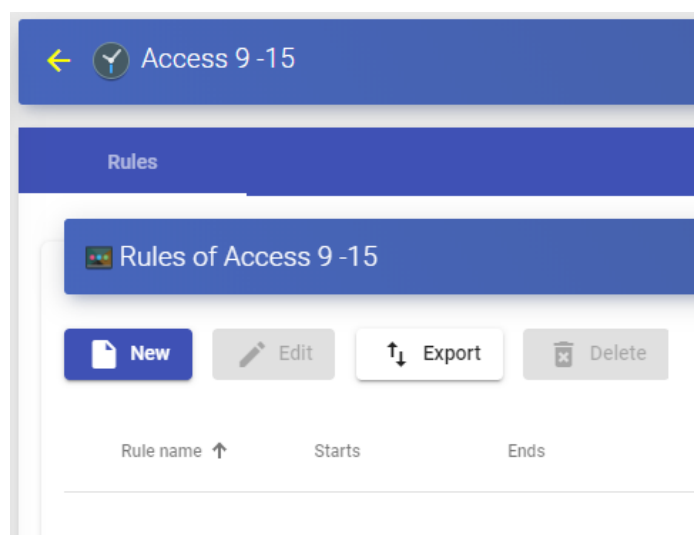 Access 9 -15
Rules
Rules of Access 9 -15
New Edit Export Delete
Rule name Starts Ends